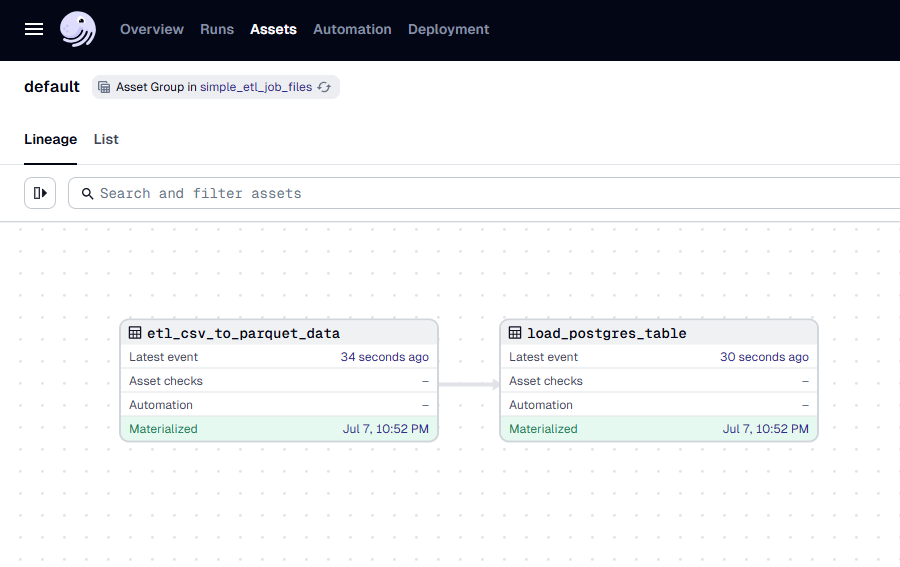 Overview Runs Assets Automation Deployment
default Asset Group in simple_etl_job_files
Lineage List
Search and filter assets
etl_csv_to_parquet_data
Latest event 34 seconds ago
Asset checks –
Automation –
Materialized Jul 7, 10:52 PM
load_postgres_table
Latest event 30 seconds ago
Asset checks –
Automation –
Materialized Jul 7, 10:52 PM